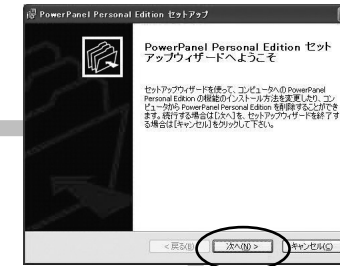 PowerPanel Personal Edition セットアップ
PowerPanel Personal Edition セット
アップウィザードへようこそ
セットアップウィザードを使って、コンピュータへの PowerPanel
Personal Edition の機能のインストール方法を変更したり、コン
ピュータから PowerPanel Personal Edition を削除することができ
ます。続行する場合は[次へ]を、セットアップウィザードを終了す
る場合は[キャンセル]をクリックして下さい。
< 戻る(B) 次へ(N) > キャンセル(C)